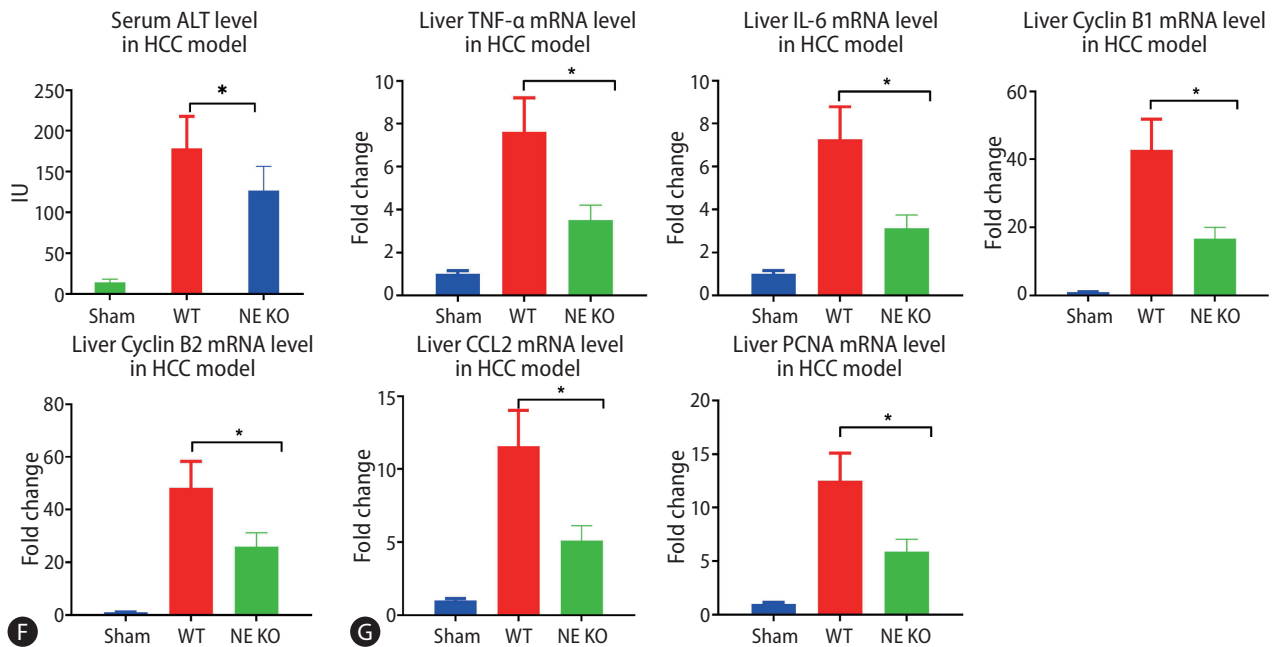 Serum ALT level
in HCC model
250
200
150
100
50
0
IU
*
Sham WT NE KO
Liver TNF-α mRNA level
in HCC model
10
8
6
4
2
0
Fold change
*
Sham WT NE KO
Liver IL-6 mRNA level
in HCC model
10
8
6
4
2
0
Fold change
*
Sham WT NE KO
Liver Cyclin B1 mRNA level
in HCC model
60
40
20
0
Fold change
*
Sham WT NE KO
Liver Cyclin B2 mRNA level
in HCC model
80
60
40
20
0
Fold change
*
Sham WT NE KO
F
Liver CCL2 mRNA level
in HCC model
15
10
5
0
Fold change
*
Sham WT NE KO
G
Liver PCNA mRNA level
in HCC model
20
15
10
5
0
Fold change
*
Sham WT NE KO